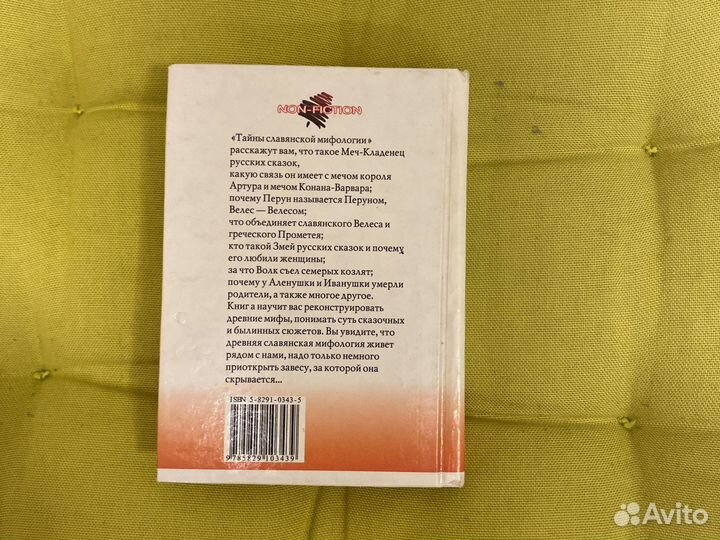 NON-FICTION
«Тайны славянской мифологии»
расскажут вам, что такое Меч-Кладенец
русских сказок,
какую связь он имеет с мечом короля
Артура и мечом Конана-Варвара;
почему Перун называется Перуном,
Велес — Велесом;
что объединяет славянского Велеса и
греческого Прометея;
кто такой Змей русских сказок и почему
его любили женщины;
за что Волк съел семерых козлят;
почему у Аленушки и Иванушки умерли
родители, а также многое другое.
Книга научит вас реконструировать
древние мифы, понимать суть сказочных
и былинных сюжетов. Вы увидите, что
древняя славянская мифология живет
рядом с нами, надо только немного
приоткрыть завесу, за которой она
скрывается...
ISBN 5-8291-0343-5
9 785829 103439
Avito